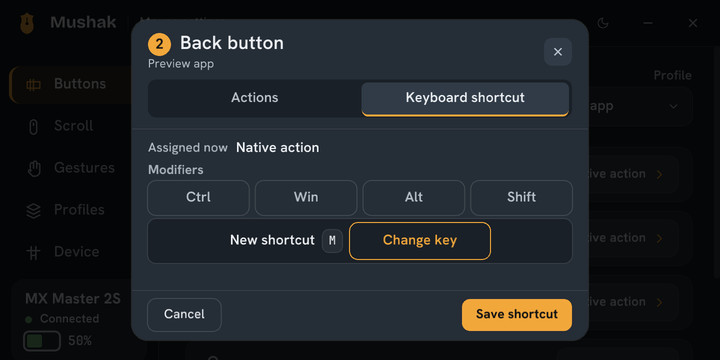 Mushak
2 Back button
Preview app
Actions Keyboard shortcut
Assigned now Native action
Modifiers
Ctrl Win Alt Shift
New shortcut M Change key
Cancel Save shortcut
Buttons
Scroll
Gestures
Profiles
Device
MX Master 2S
Connected
50%
Profile
app
ive action
ive action
ive action